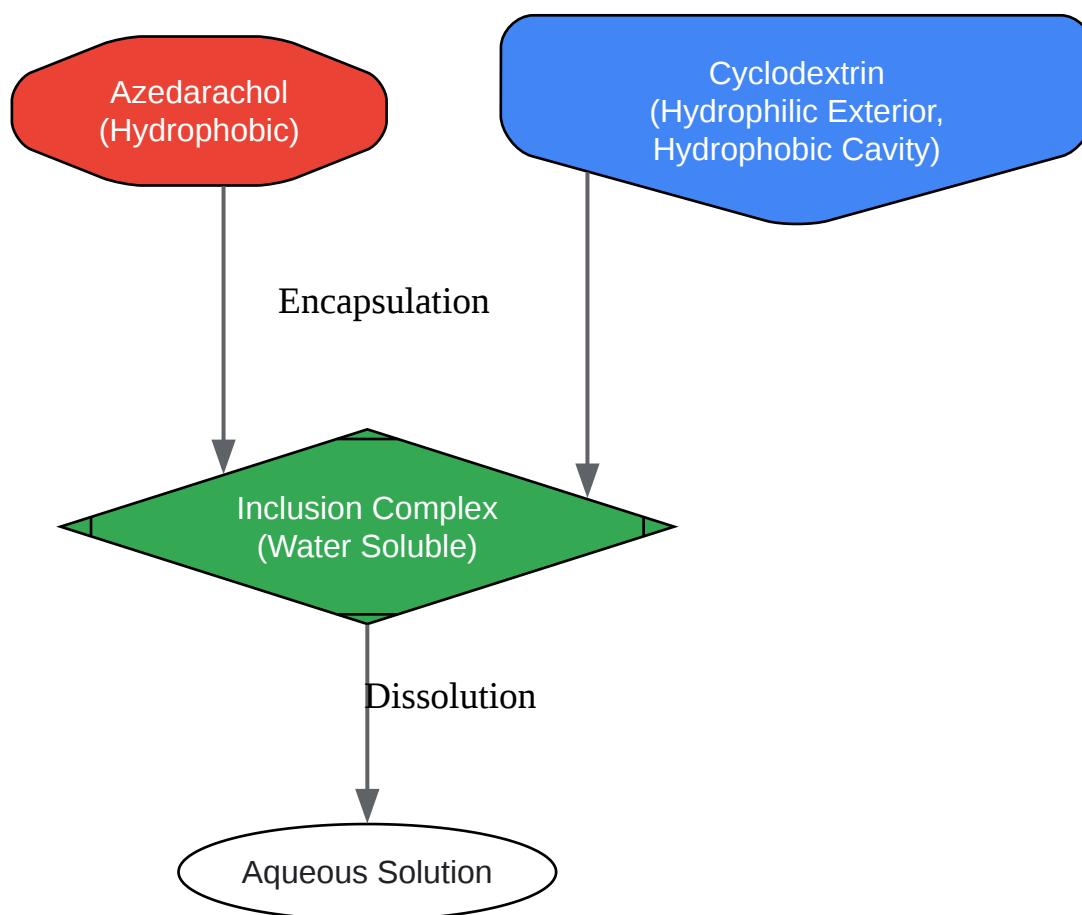 Azedarachol
(Hydrophobic)
Cyclodextrin
(Hydrophilic Exterior,
Hydrophobic Cavity)
Encapsulation
Inclusion Complex
(Water Soluble)
Dissolution
Aqueous Solution